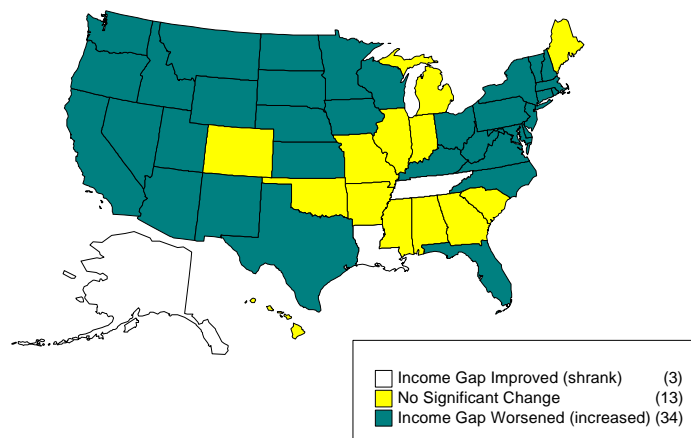 Income Gap Improved (shrank) (3)
No Significant Change (13)
Income Gap Worsened (increased) (34)